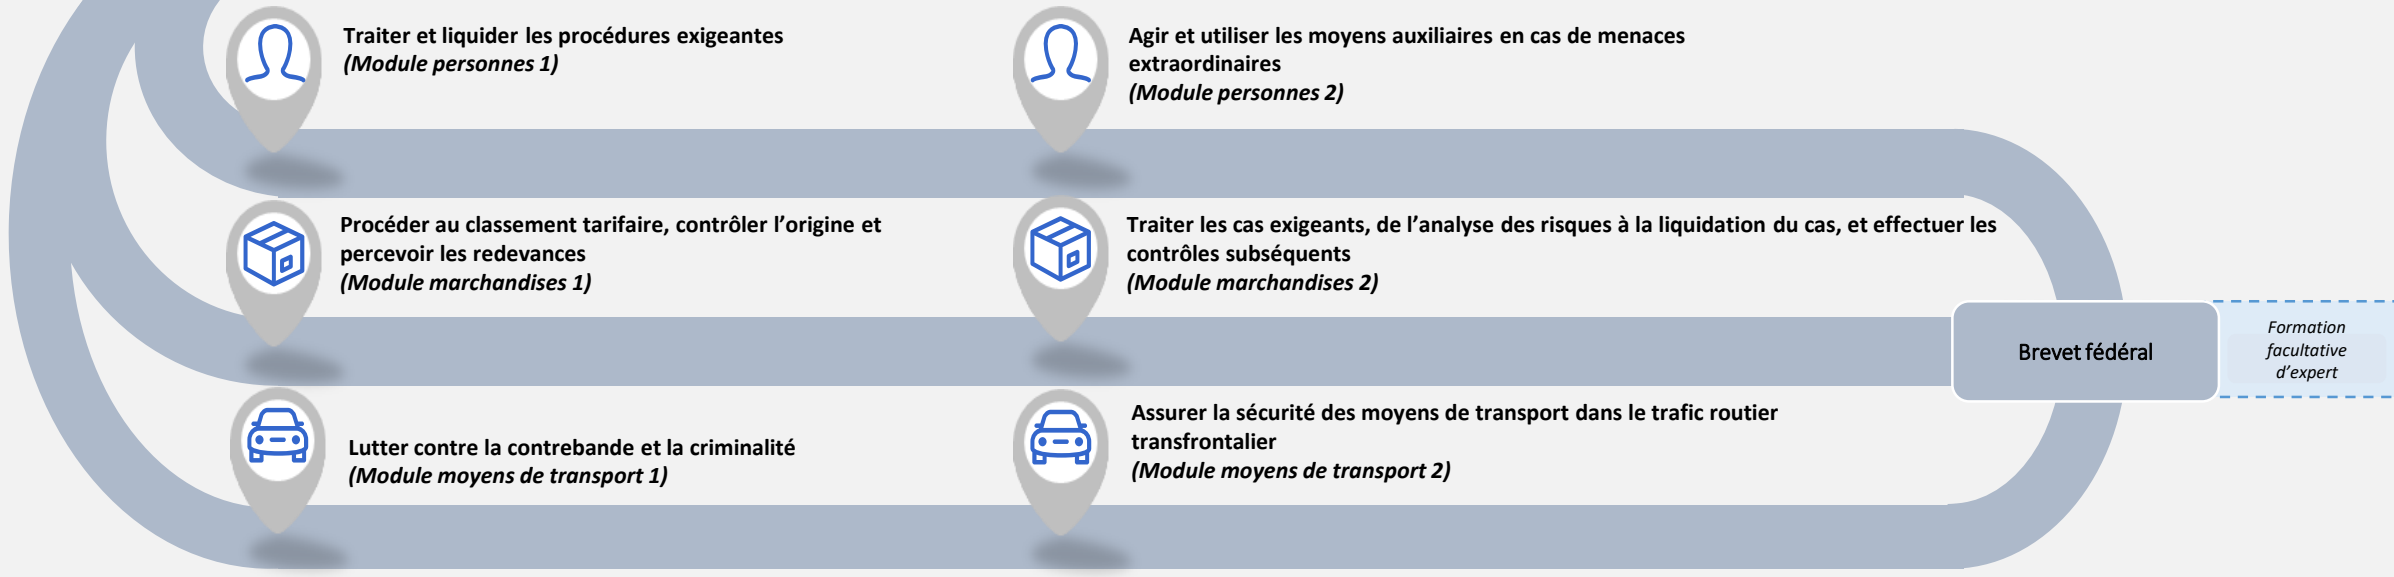 Traiter et liquider les procédures exigeantes
(Module personnes 1)
Agir et utiliser les moyens auxiliaires en cas de menaces
extraordinaires
(Module personnes 2)
Procéder au classement tarifaire, contrôler l’origine et
percevoir les redevances
(Module marchandises 1)
Traiter les cas exigeants, de l’analyse des risques à la liquidation du cas, et effectuer les
contrôles subséquents
(Module marchandises 2)
Lutter contre la contrebande et la criminalité
(Module moyens de transport 1)
Assurer la sécurité des moyens de transport dans le trafic routier
transfrontalier
(Module moyens de transport 2)
Brevet fédéral
Formation
facultative
d’expert